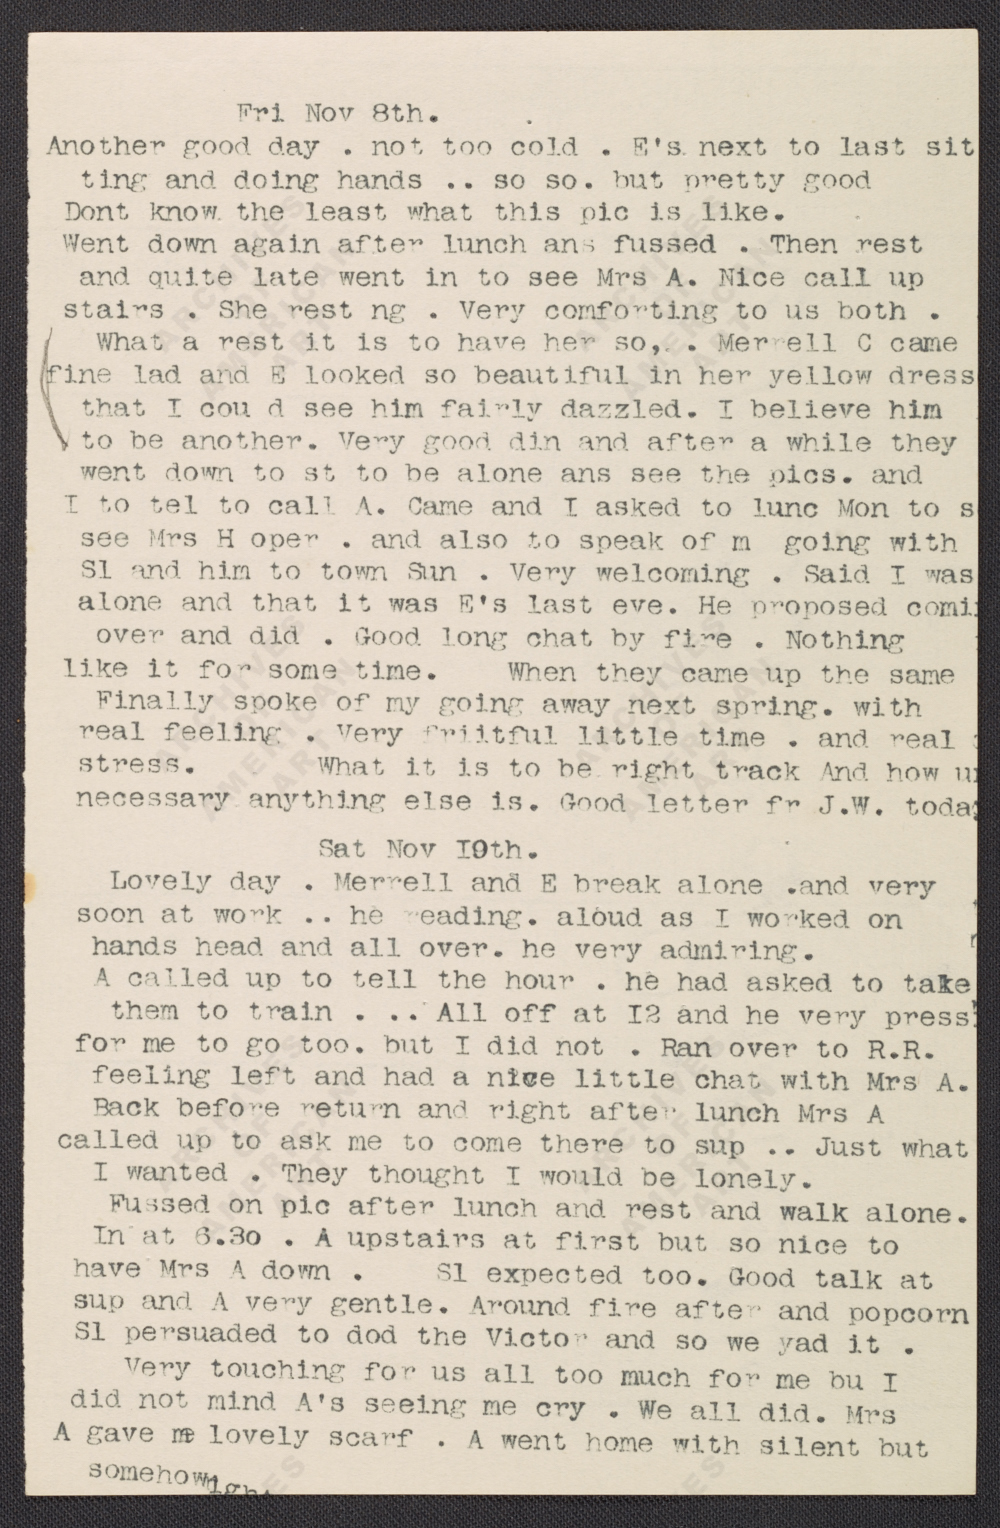 Fri Nov 8th.
Another good day . not too cold . E's next to last sit
ting and doing hands .. so so. but pretty good
Dont know the least what this pic is like.
Went down again after lunch ans fussed . Then rest
and quite late went in to see Mrs A. Nice call up
stairs . She rest ng . Very comforting to us both .
What a rest it is to have her so,. . Merrell C came
fine lad and E looked so beautiful in her yellow dress
that I cou d see him fairly dazzled. I believe him
to be another. Very good din and after a while they
went down to st to be alone ans see the pics. and
I to tel to call A. Came and I asked to lunc Mon to s
see Mrs H oper . and also to speak of m going with
Sl and him to town Sun . Very welcoming . Said I was
alone and that it was E's last eve. He proposed comi
over and did . Good long chat by fire . Nothing
like it for some time. When they came up the same
Finally spoke of my going away next spring. with
real feeling . Very friitful little time . and real
stress. What it is to be right track And how u
necessary anything else is. Good letter fr J.W. toda
Sat Nov I9th.
Lovely day . Merrell and E break alone .and very
soon at work .. he reading. aloud as I worked on
hands head and all over. he very admiring.
A called up to tell the hour . he had asked to take
them to train . .. All off at I2 and he very press
for me to go too. but I did not . Ran over to R.R.
feeling left and had a nice little chat with Mrs A.
Back before return and right after lunch Mrs A
called up to ask me to come there to sup .. Just what
I wanted . They thought I would be lonely.
Fussed on pic after lunch and rest and walk alone.
In at 6.30 . A upstairs at first but so nice to
have Mrs A down . Sl expected too. Good talk at
sup and A very gentle. Around fire after and popcorn
Sl persuaded to dod the Victor and so we yad it .
Very touching for us all too much for me bu I
did not mind A's seeing me cry . We all did. Mrs
A gave me lovely scarf . A went home with silent but
somehow